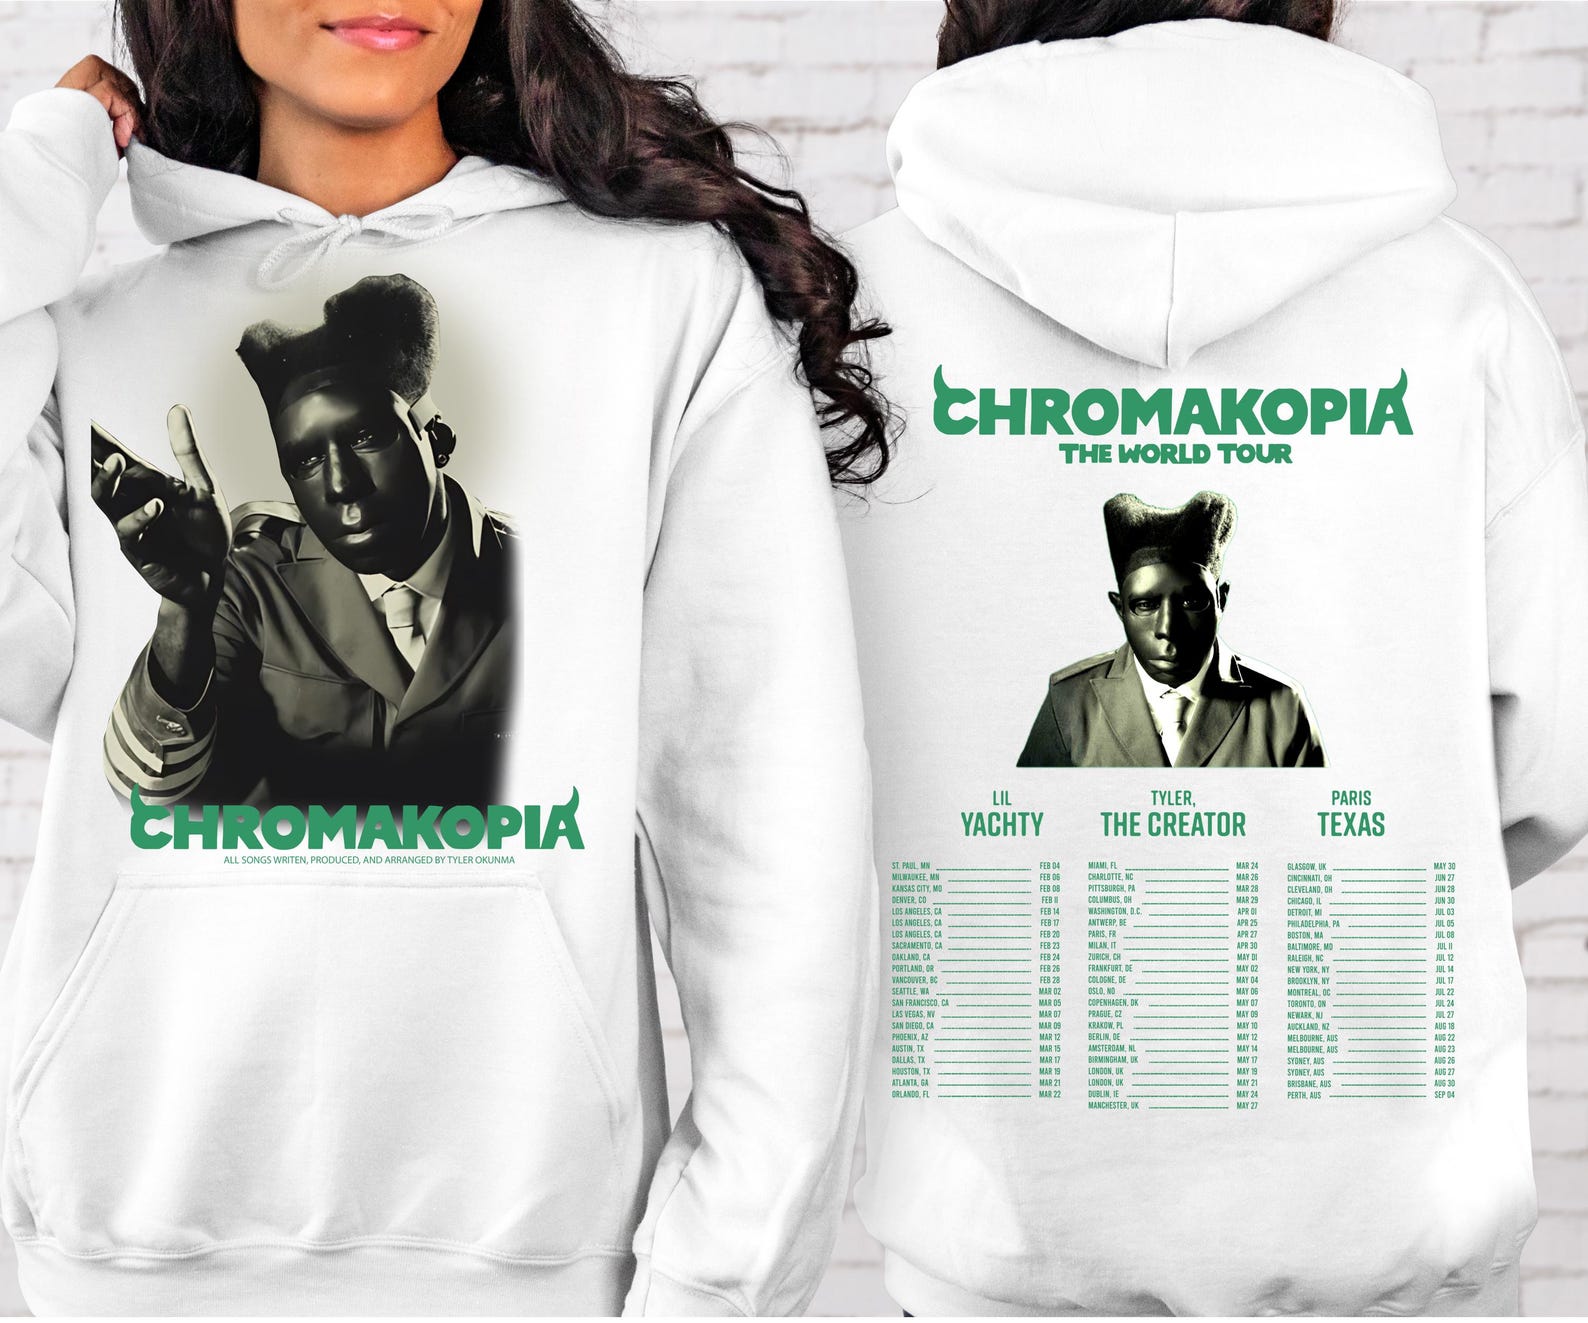 CHROMAKOPIA
ALL SONGS WRITEN, PRODUCED, AND ARRANGED BY TYLER OKUNMA
CHROMAKOPIA
THE WORLD TOUR
LIL
YACHTY
TYLER,
THE CREATOR
PARIS
TEXAS
ST. PAUL, MN FEB 04
MILWAUKEE, MN FEB 06
KANSAS CITY, MO FEB 08
DENVER, CO FEB 11
LOS ANGELES, CA FEB 14
LOS ANGELES, CA FEB 17
LOS ANGELES, CA FEB 20
SACRAMENTO, CA FEB 23
OAKLAND, CA FEB 24
PORTLAND, OR FEB 26
VANCOUVER, BC FEB 28
SEATTLE, WA MAR 02
SAN FRANCISCO, CA MAR 05
LAS VEGAS, NV MAR 07
SAN DIEGO, CA MAR 09
PHOENIX, AZ MAR 12
AUSTIN, TX MAR 15
DALLAS, TX MAR 17
HOUSTON, TX MAR 19
ATLANTA, GA MAR 21
ORLANDO, FL MAR 22
MIAMI, FL MAR 24
CHARLOTTE, NC MAR 26
PITTSBURGH, PA MAR 28
COLUMBUS, OH MAR 29
WASHINGTON, D.C. APR 01
ANTWERP, BE APR 25
PARIS, FR APR 27
MILAN, IT APR 30
ZURICH, CH MAY 01
FRANKFURT, DE MAY 02
COLOGNE, DE MAY 04
OSLO, NO MAY 06
COPENHAGEN, DK MAY 07
PRAGUE, CZ MAY 09
KRAKOW, PL MAY 10
BERLIN, DE MAY 12
AMSTERDAM, NL MAY 14
BIRMINGHAM, UK MAY 17
LONDON, UK MAY 19
LONDON, UK MAY 21
DUBLIN, IE MAY 24
MANCHESTER, UK MAY 27
GLASGOW, UK MAY 30
CINCINNATI, OH JUN 27
CLEVELAND, OH JUN 28
CHICAGO, IL JUN 30
DETROIT, MI JUL 03
PHILADELPHIA, PA JUL 05
BOSTON, MA JUL 08
BALTIMORE, MD JUL 11
RALEIGH, NC JUL 12
NEW YORK, NY JUL 14
BROOKLYN, NY JUL 17
MONTREAL, QC JUL 22
TORONTO, ON JUL 24
NEWARK, NJ JUL 27
AUCKLAND, NZ AUG 18
MELBOURNE, AUS AUG 22
MELBOURNE, AUS AUG 23
SYDNEY, AUS AUG 26
SYDNEY, AUS AUG 27
BRISBANE, AUS AUG 30
PERTH, AUS SEP 04